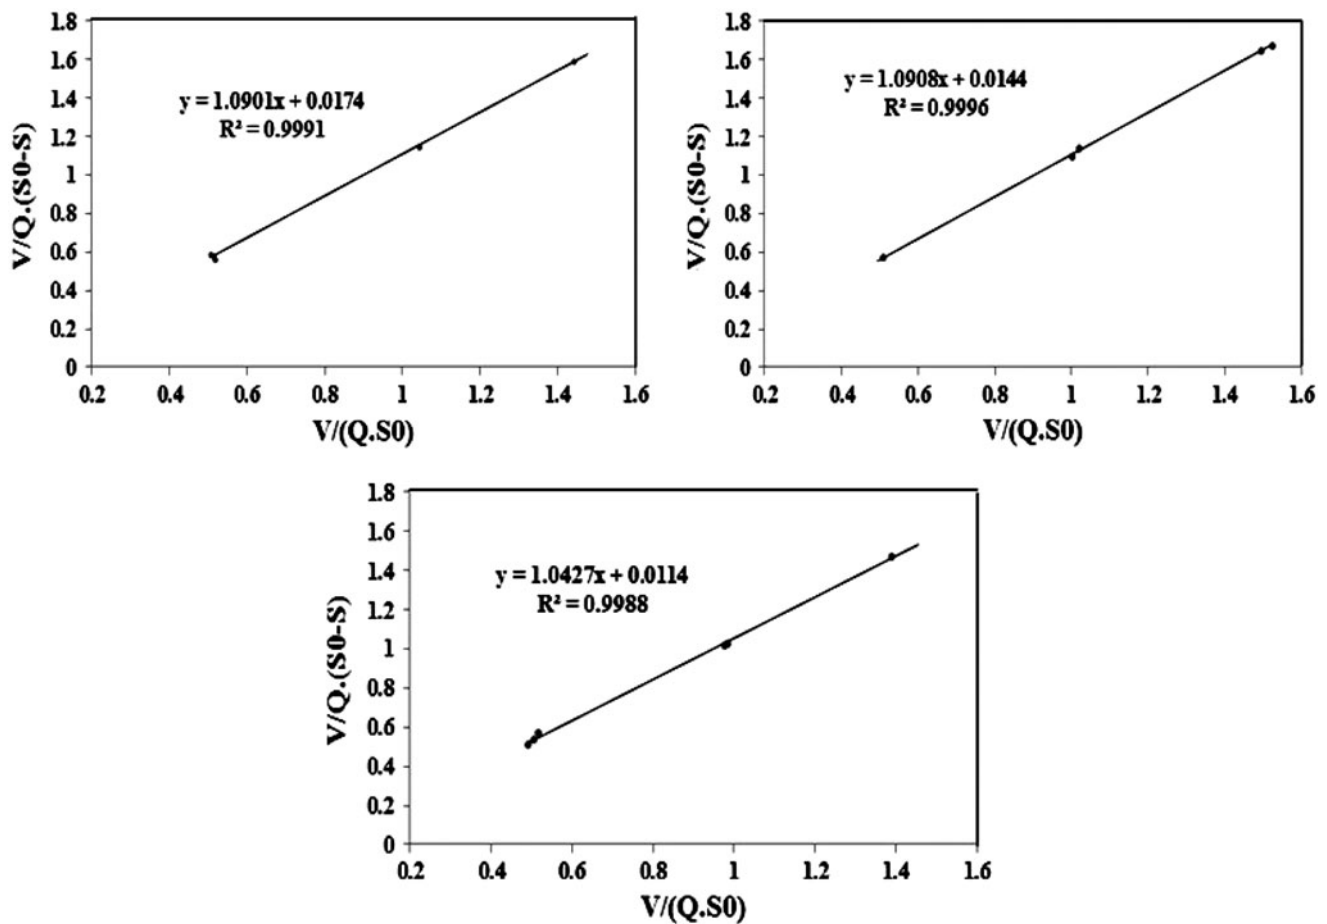 1.8
1.6
1.4
1.2
1
0.8
0.6
0.4
0.2
0
V/Q.(S0-S)
y = 1.0901x + 0.0174
R² = 0.9991
0.2 0.4 0.6 0.8 1 1.2 1.4 1.6
V/(Q.S0)
1.8
1.6
1.4
1.2
1
0.8
0.6
0.4
0.2
0
V/Q.(S0-S)
y = 1.0908x + 0.0144
R² = 0.9996
0.2 0.4 0.6 0.8 1 1.2 1.4 1.6
V/(Q.S0)
1.8
1.6
1.4
1.2
1
0.8
0.6
0.4
0.2
0
V/Q.(S0-S)
y = 1.0427x + 0.0114
R² = 0.9988
0.2 0.4 0.6 0.8 1 1.2 1.4 1.6
V/(Q.S0)